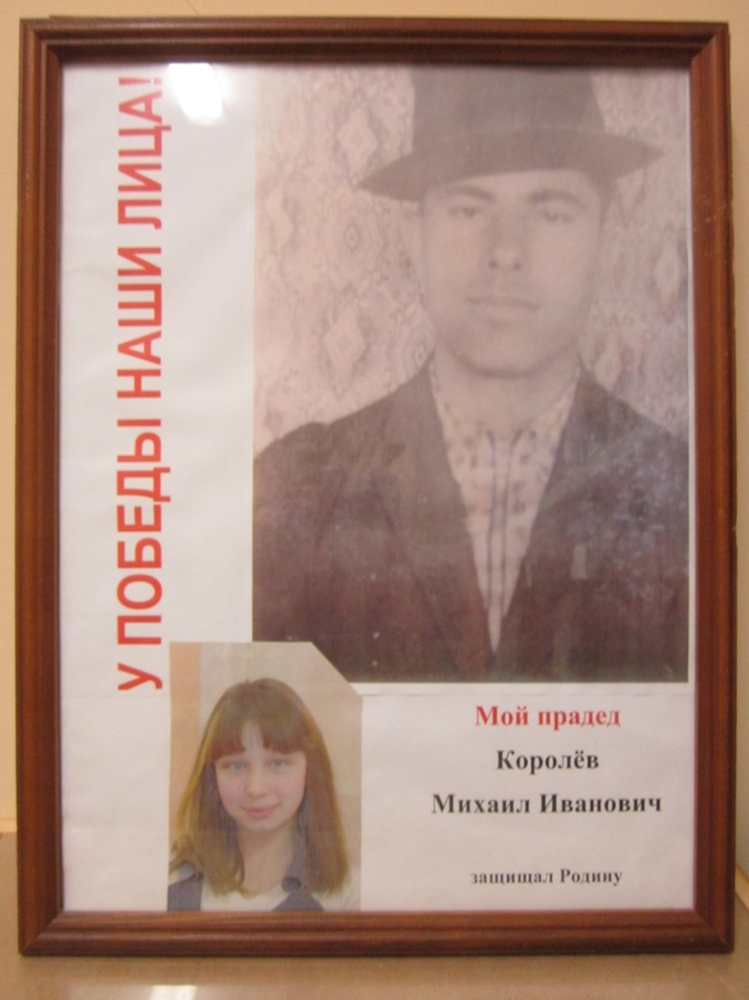 У ПОБЕДЫ НАШИ ЛИЦА!
Мой прадед
Королёв
Михаил Иванович
защищал Родину